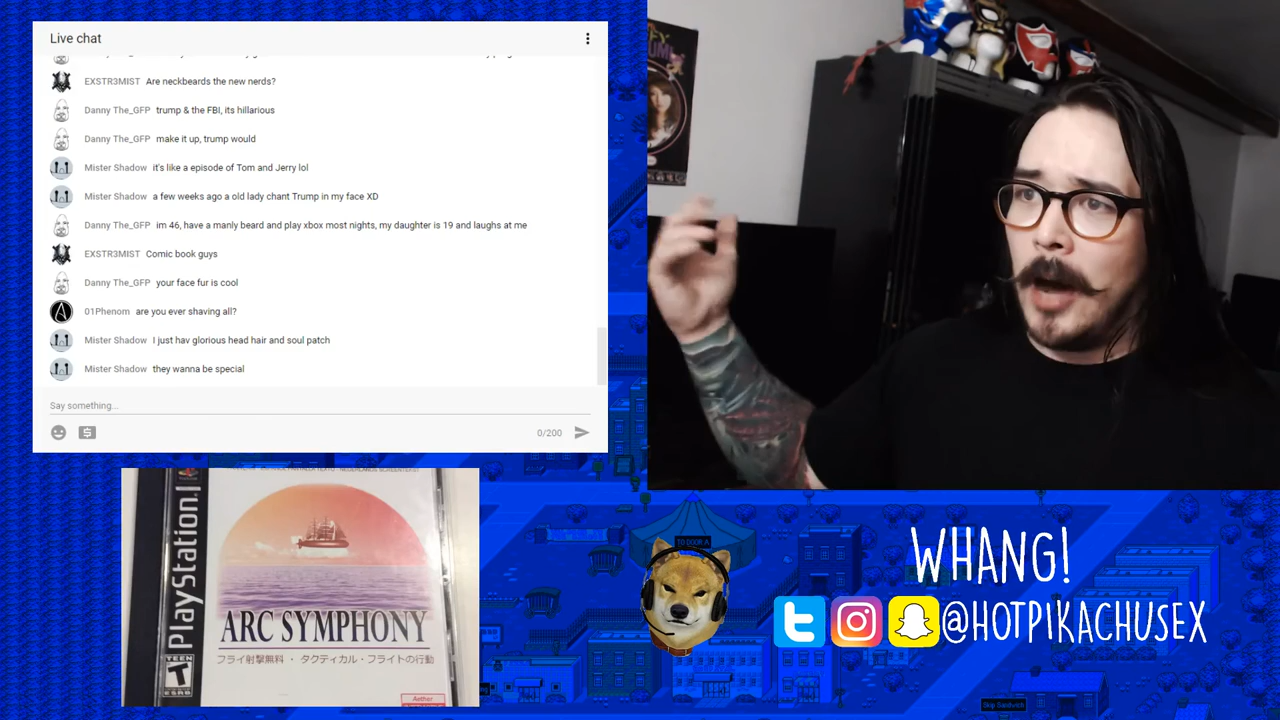 Live chat
EXSTR3MIST Are neckbeards the new nerds?
Danny The_GFP trump & the FBI, its hillarious
Danny The_GFP make it up, trump would
Mister Shadow it's like a episode of Tom and Jerry lol
Mister Shadow a few weeks ago a old lady chant Trump in my face XD
Danny The_GFP im 46, have a manly beard and play xbox most nights, my daughter is 19 and laughs at me
EXSTR3MIST Comic book guys
Danny The_GFP your face fur is cool
01Phenom are you ever shaving all?
Mister Shadow I just hav glorious head hair and soul patch
Mister Shadow they wanna be special
Say something...
0/200
PlayStation
TEEN
T
ESRB
ARC SYMPHONY
フライ射撃無料・タクティカル・フライトの行動
Aether
WHANG!
@HOTPIKACHUSEX
Skip Sandwich